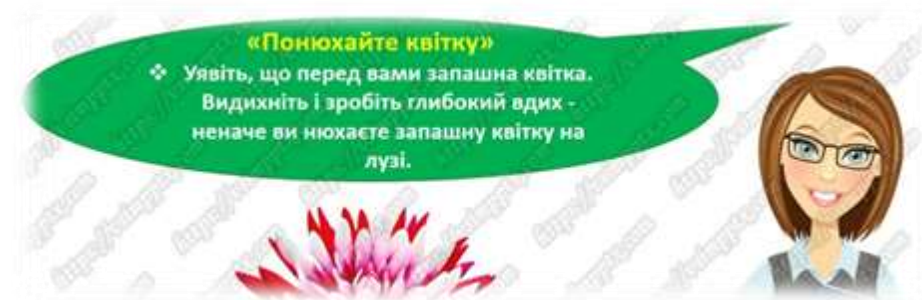 «Понюхайте квітку»
❖ Уявіть, що перед вами запашна квітка.
Видихніть і зробіть глибокий вдих -
неначе ви нюхаєте запашну квітку на
лузі.